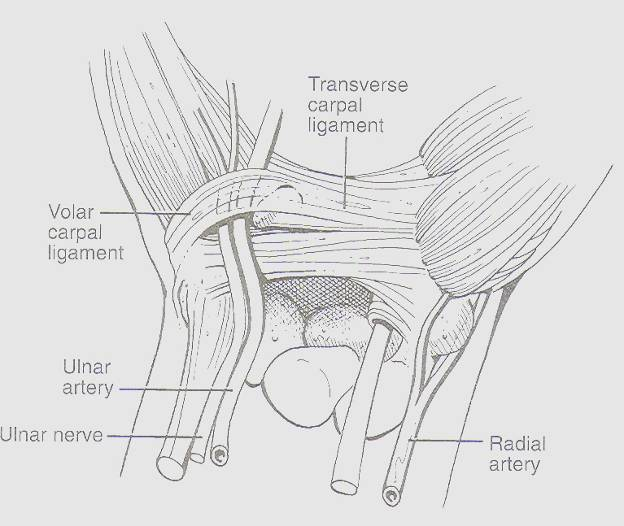 Transverse
carpal
ligament
Volar
carpal
ligament
Ulnar
artery
Ulnar nerve
Radial
artery